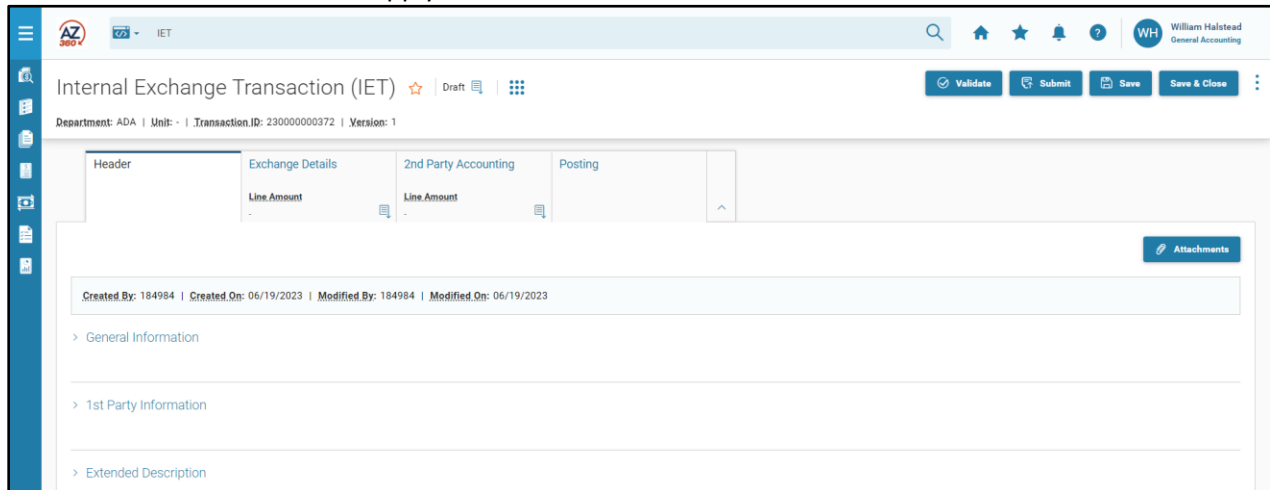 AZ
360
IET
WH
William Halstead
General Accounting
Internal Exchange Transaction (IET)
Draft
Validate
Submit
Save
Save & Close
Department: ADA | Unit: - | Transaction ID: 230000000372 | Version: 1
Header
Exchange Details
2nd Party Accounting
Posting
Line Amount
-
Line Amount
-
Attachments
Created By: 184984 | Created On: 06/19/2023 | Modified By: 184984 | Modified On: 06/19/2023
> General Information
> 1st Party Information
> Extended Description